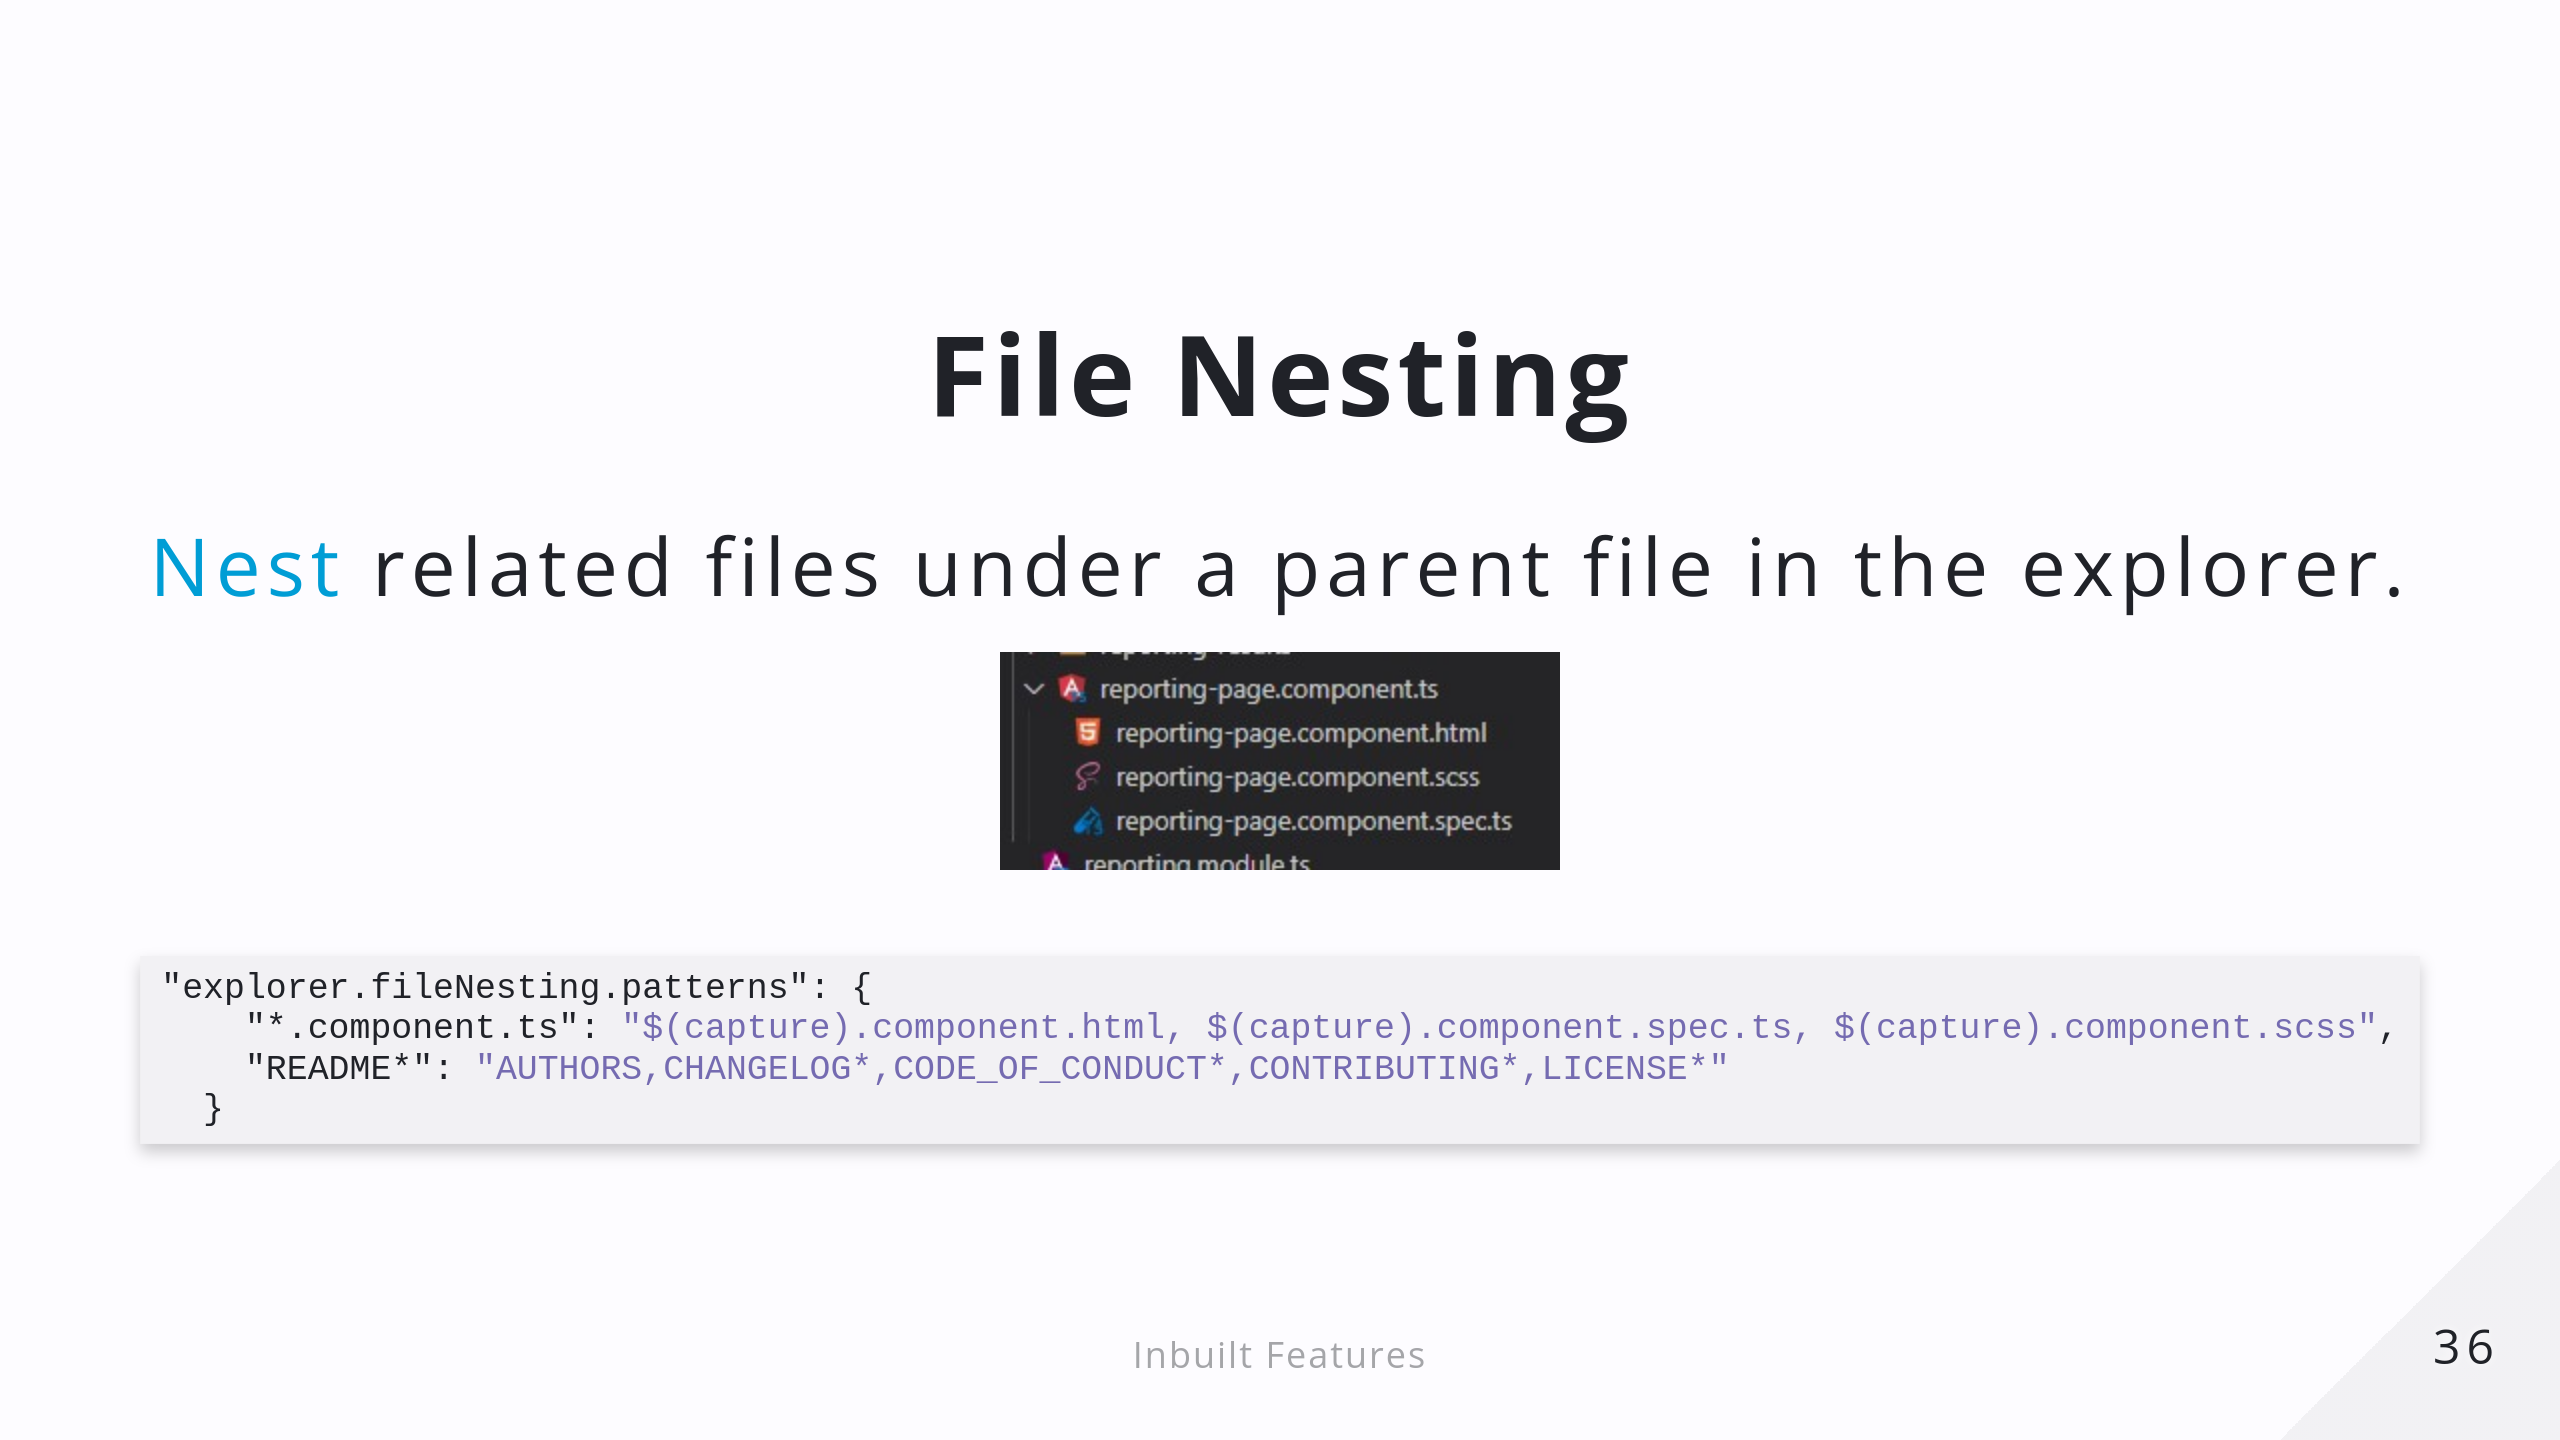 File Nesting
Nest related files under a parent file in the explorer.
reporting-page.component.ts
reporting-page.component.html
reporting-page.component.scss
reporting-page.component.spec.ts
reporting.module.ts
"explorer.fileNesting.patterns": {
    "*.component.ts": "$(capture).component.html, $(capture).component.spec.ts, $(capture).component.scss",
    "README*": "AUTHORS,CHANGELOG*,CODE_OF_CONDUCT*,CONTRIBUTING*,LICENSE*"
  }
Inbuilt Features
36